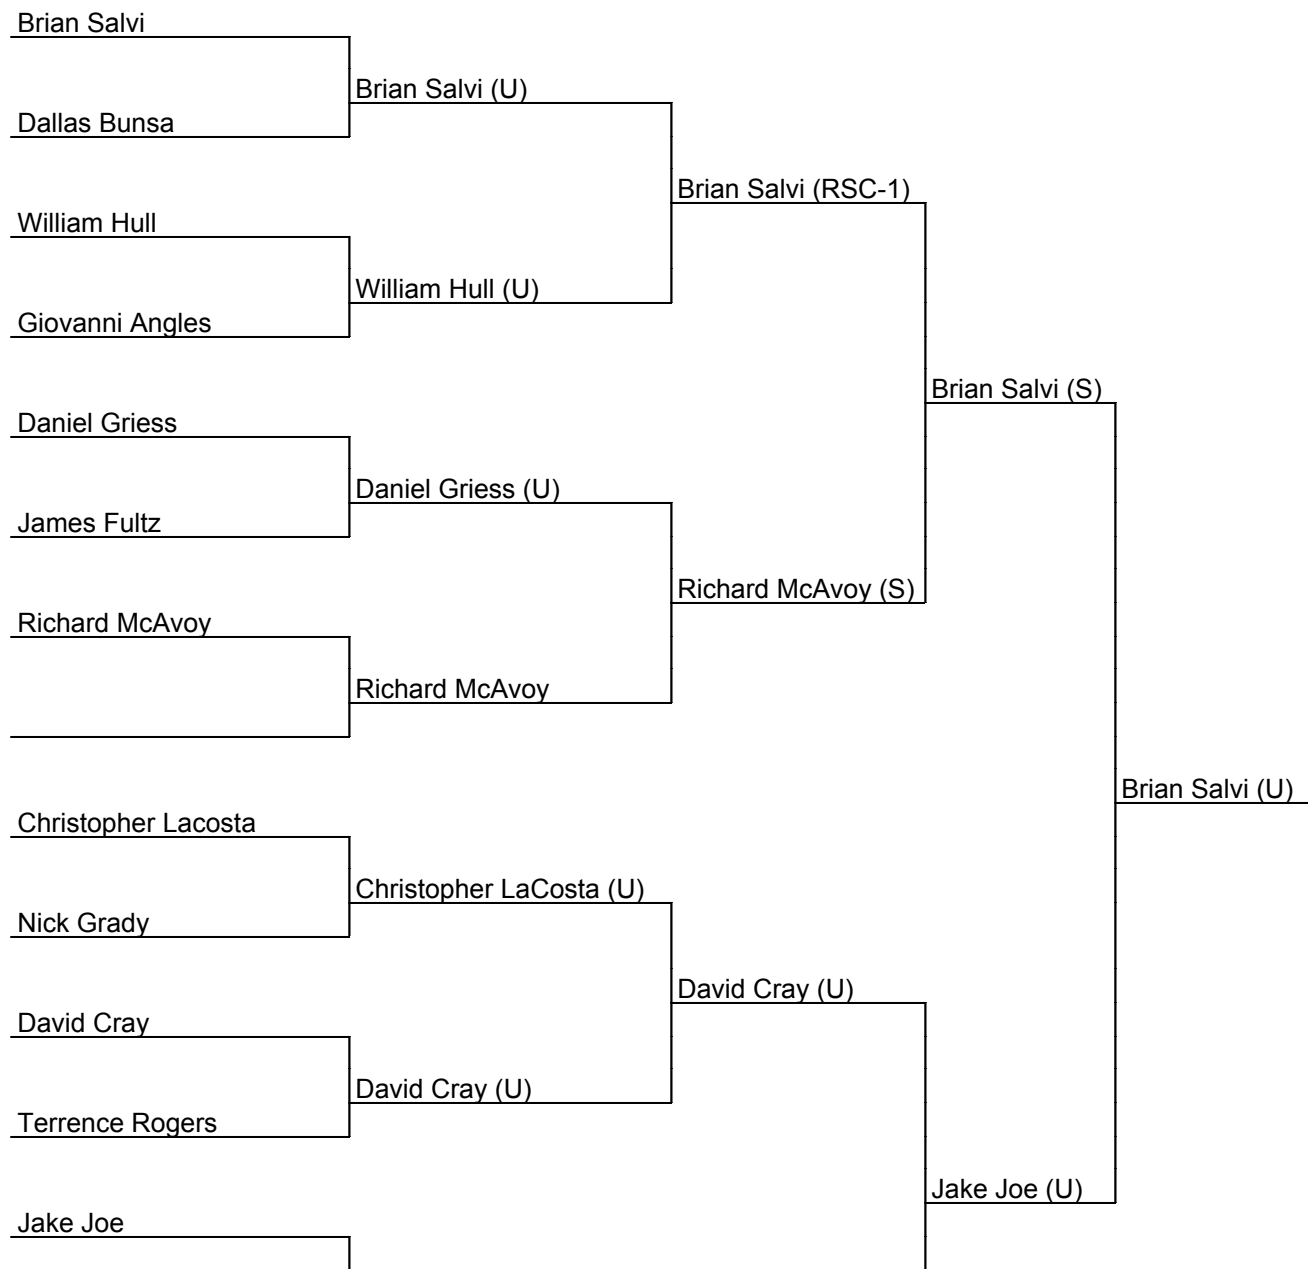 Brian Salvi
Brian Salvi (U)
Dallas Bunsa
Brian Salvi (RSC-1)
William Hull
William Hull (U)
Giovanni Angles
Brian Salvi (S)
Daniel Griess
Daniel Griess (U)
James Fultz
Richard McAvoy (S)
Richard McAvoy
Richard McAvoy
Brian Salvi (U)
Christopher Lacosta
Christopher LaCosta (U)
Nick Grady
David Cray (U)
David Cray
David Cray (U)
Terrence Rogers
Jake Joe (U)
Jake Joe